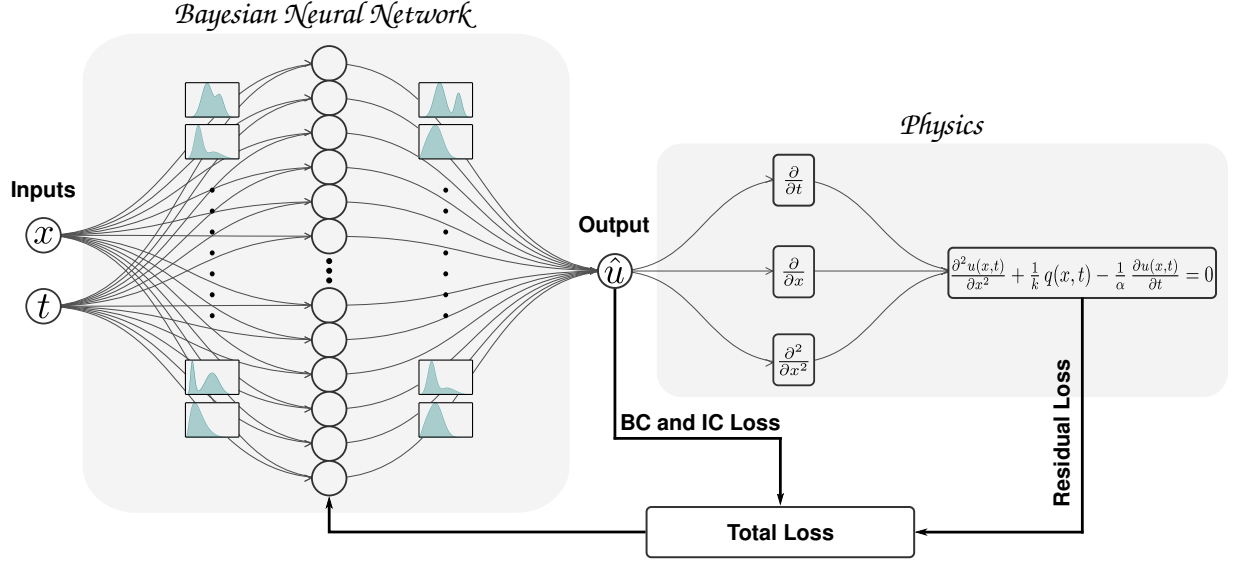 Bayesian Neural Network
Physics
Inputs
x
t
Output
û
∂/∂t
∂/∂x
∂²/∂x²
∂²u(x,t)/∂x² + 1/k q(x,t) − 1/α ∂u(x,t)/∂t = 0
BC and IC Loss
Residual Loss
Total Loss